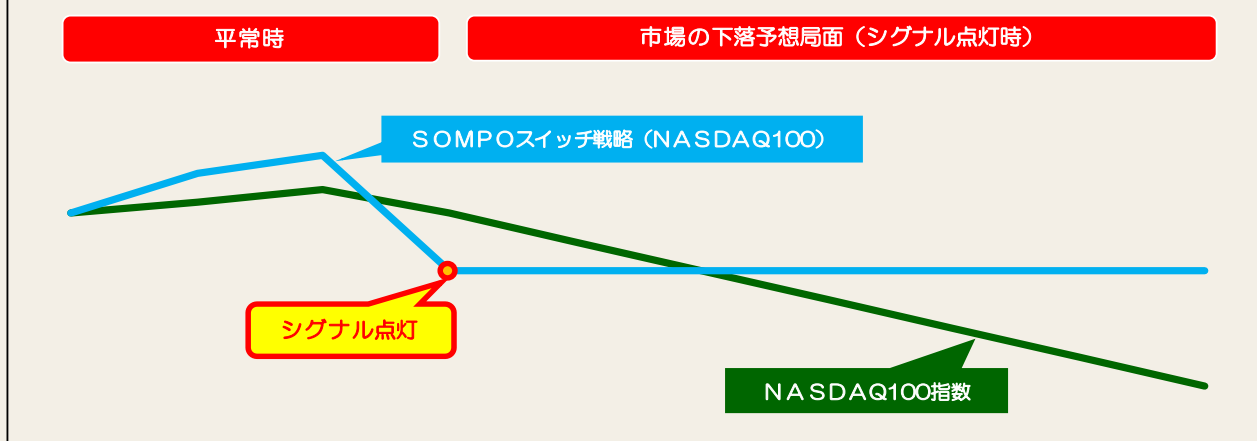 平常時
市場の下落予想局面（シグナル点灯時）
ＳＯＭＰＯスイッチ戦略（ＮＡＳＤＡＱ100）
シグナル点灯
ＮＡＳＤＡＱ100指数